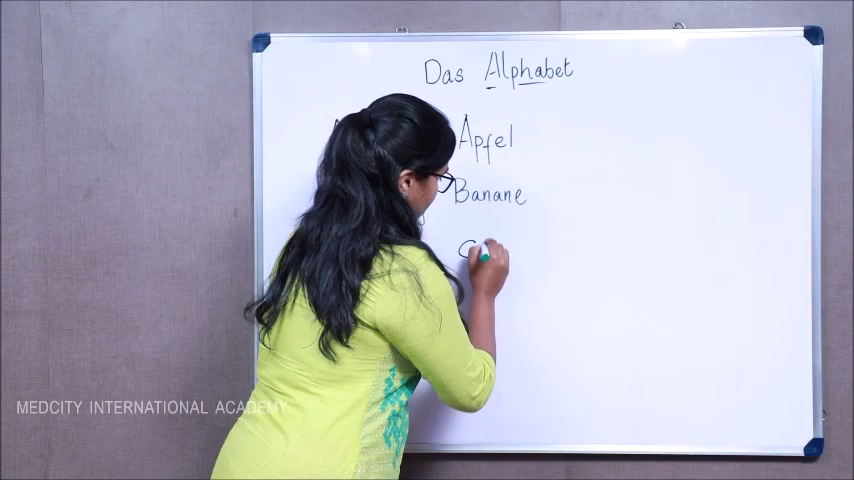 Das Alphabet
Apfel
Banane
C
MEDCITY INTERNATIONAL ACADEMY